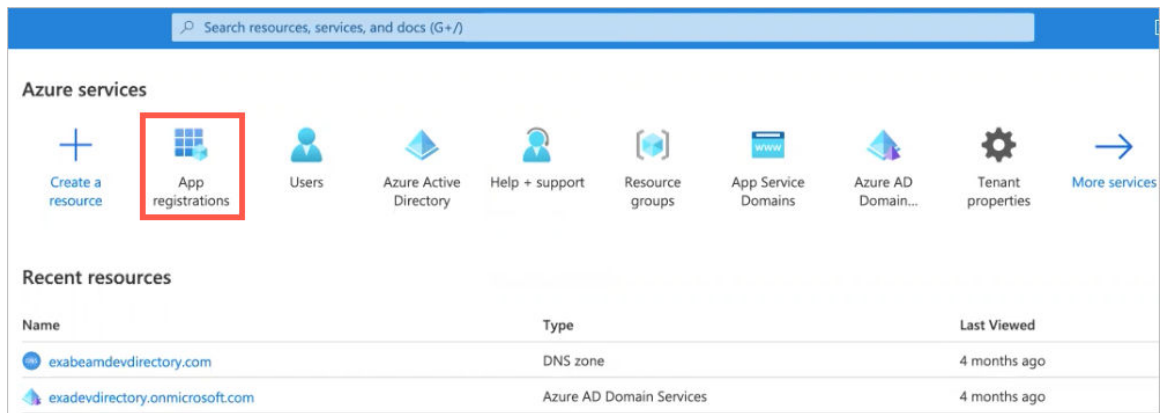 Search resources, services, and docs (G+/)
Azure services
Create a
resource
App
registrations
Users
Azure Active
Directory
Help + support
Resource
groups
www
App Service
Domains
Azure AD
Domain...
Tenant
properties
More services
Recent resources
Name Type Last Viewed
exabeamdevdirectory.com DNS zone 4 months ago
exadevdirectory.onmicrosoft.com Azure AD Domain Services 4 months ago